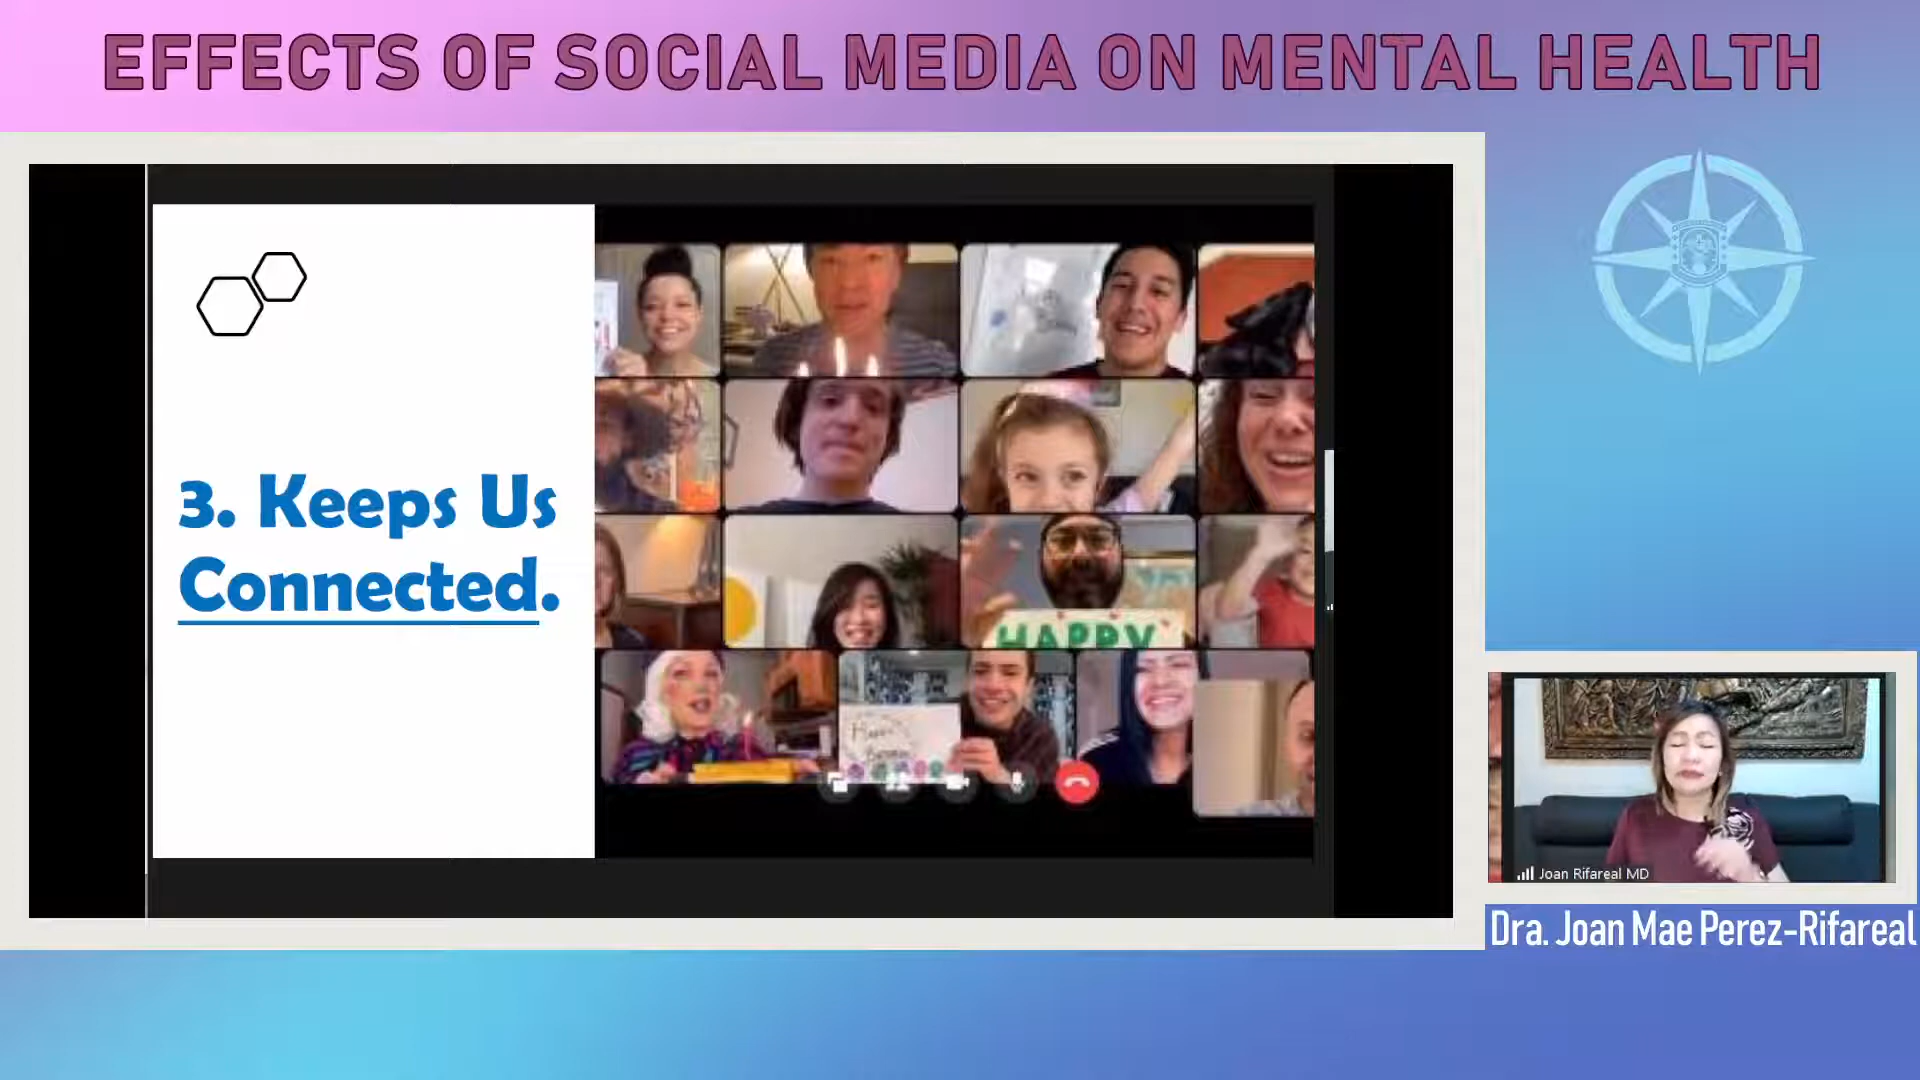 EFFECTS OF SOCIAL MEDIA ON MENTAL HEALTH
3. Keeps Us
Connected.
HAPPY
Joan Rifareal MD
Dra. Joan Mae Perez-Rifareal